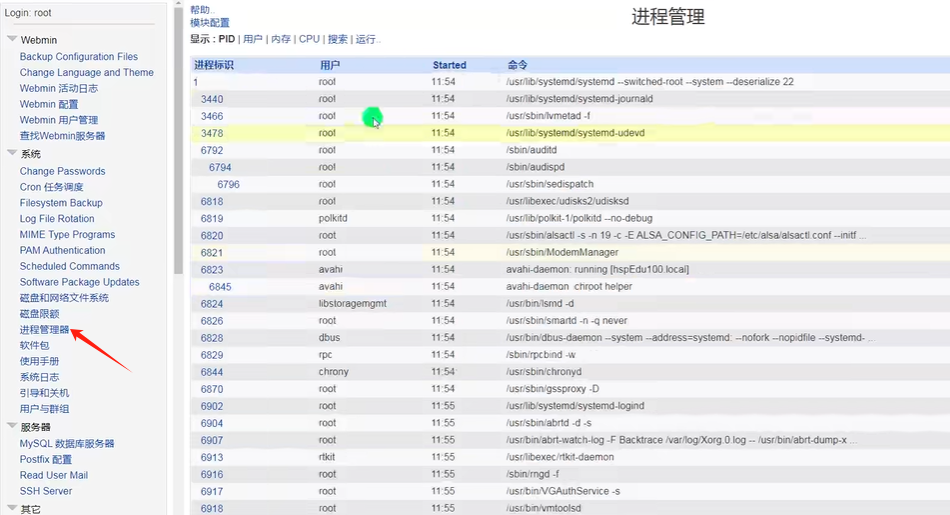 Login: root
Webmin
Backup Configuration Files
Change Language and Theme
Webmin 活动日志
Webmin 配置
Webmin 用户管理
查找Webmin服务器
系统
Change Passwords
Cron 任务调度
Filesystem Backup
Log File Rotation
MIME Type Programs
PAM Authentication
Scheduled Commands
Software Package Updates
磁盘和网络文件系统
磁盘限额
进程管理器
软件包
使用手册
系统日志
引导和关机
用户与群组
服务器
MySQL 数据库服务器
Postfix 配置
Read User Mail
SSH Server
其它
帮助..
模块配置
进程管理
显示 : PID | 用户 | 内存 | CPU | 搜索 | 运行..
进程标识 用户 Started 命令
1 root 11:54 /usr/lib/systemd/systemd --switched-root --system --deserialize 22
3440 root 11:54 /usr/lib/systemd/systemd-journald
3466 root 11:54 /usr/sbin/lvmetad -f
3478 root 11:54 /usr/lib/systemd/systemd-udevd
6792 root 11:54 /sbin/auditd
6794 root 11:54 /sbin/audispd
6796 root 11:54 /usr/sbin/sedispatch
6818 root 11:54 /usr/libexec/udisks2/udisksd
6819 polkitd 11:54 /usr/lib/polkit-1/polkitd --no-debug
6820 root 11:54 /usr/sbin/alsactl -s -n 19 -c -E ALSA_CONFIG_PATH=/etc/alsa/alsactl.conf --initf ...
6821 root 11:54 /usr/sbin/ModemManager
6823 avahi 11:54 avahi-daemon: running [hspEdu100.local]
6845 avahi 11:54 avahi-daemon: chroot helper
6824 libstoragemgmt 11:54 /usr/bin/lsmd -d
6826 root 11:54 /usr/sbin/smartd -n -q never
6828 dbus 11:54 /usr/bin/dbus-daemon --system --address=systemd: --nofork --nopidfile --systemd- ...
6829 rpc 11:54 /sbin/rpcbind -w
6844 chrony 11:54 /usr/sbin/chronyd
6870 root 11:54 /usr/sbin/gssproxy -D
6902 root 11:55 /usr/lib/systemd/systemd-logind
6904 root 11:55 /usr/sbin/abrtd -d -s
6907 root 11:55 /usr/bin/abrt-watch-log -F Backtrace /var/log/Xorg.0.log -- /usr/bin/abrt-dump-x ...
6913 rtkit 11:55 /usr/libexec/rtkit-daemon
6916 root 11:55 /sbin/rngd -f
6917 root 11:55 /usr/bin/VGAuthService -s
6918 root 11:55 /usr/bin/vmtoolsd